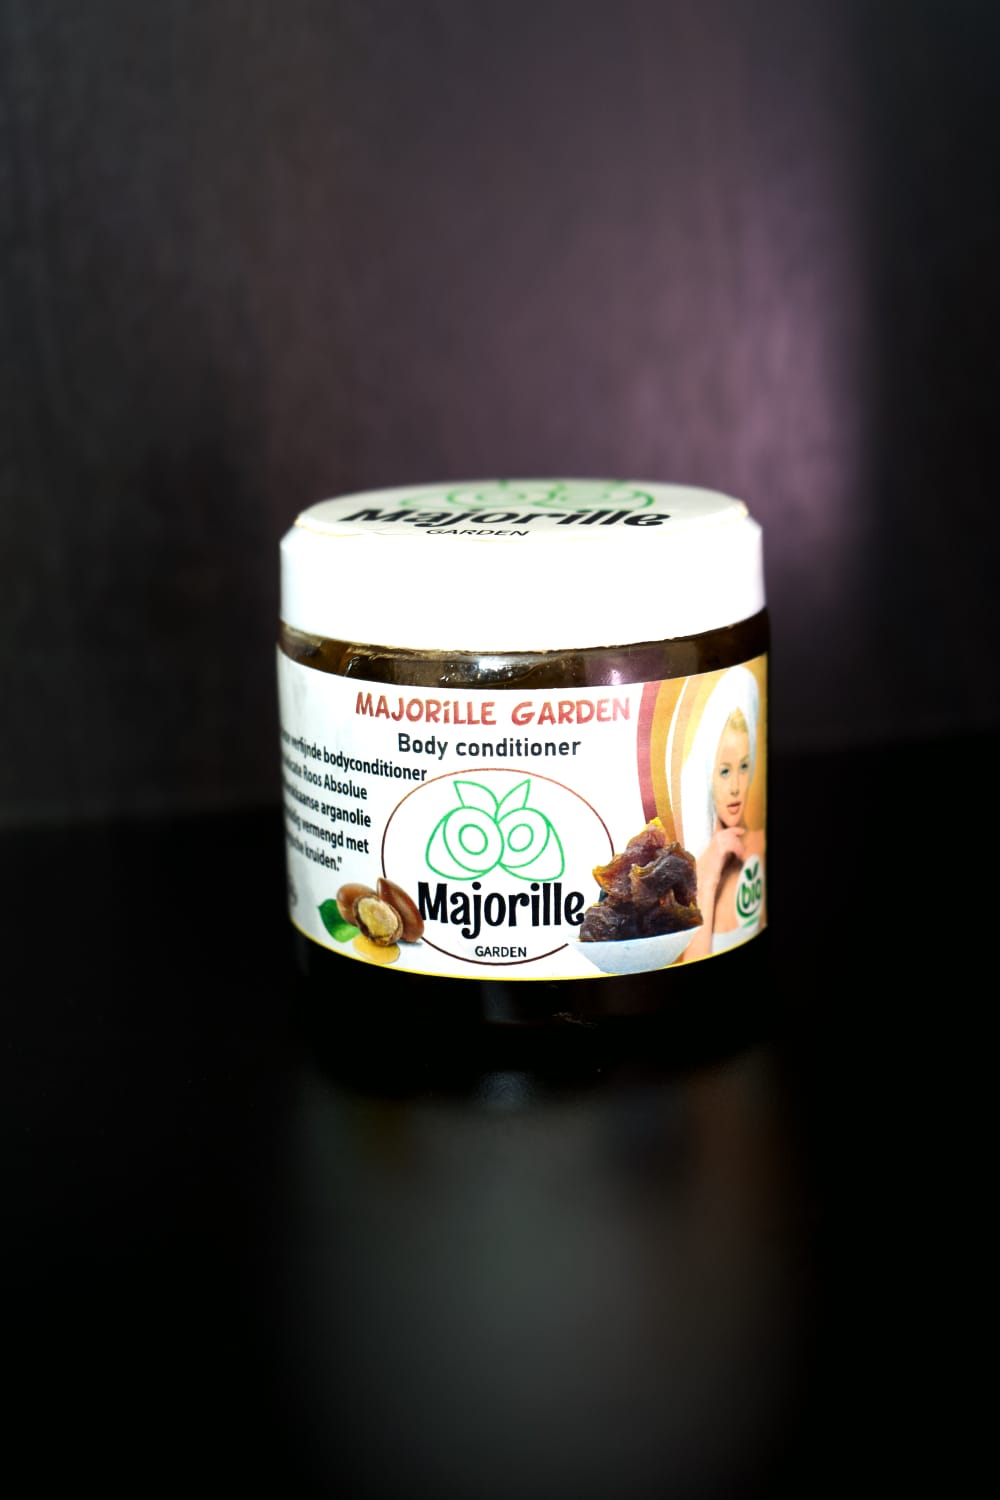 Majorille
GARDEN
MAJORiLLE GARDEN
Body conditioner
verfijnde bodyconditioner
Roos Absolue
arganolie
vermengd met
kruiden."
Majorille
GARDEN
bio